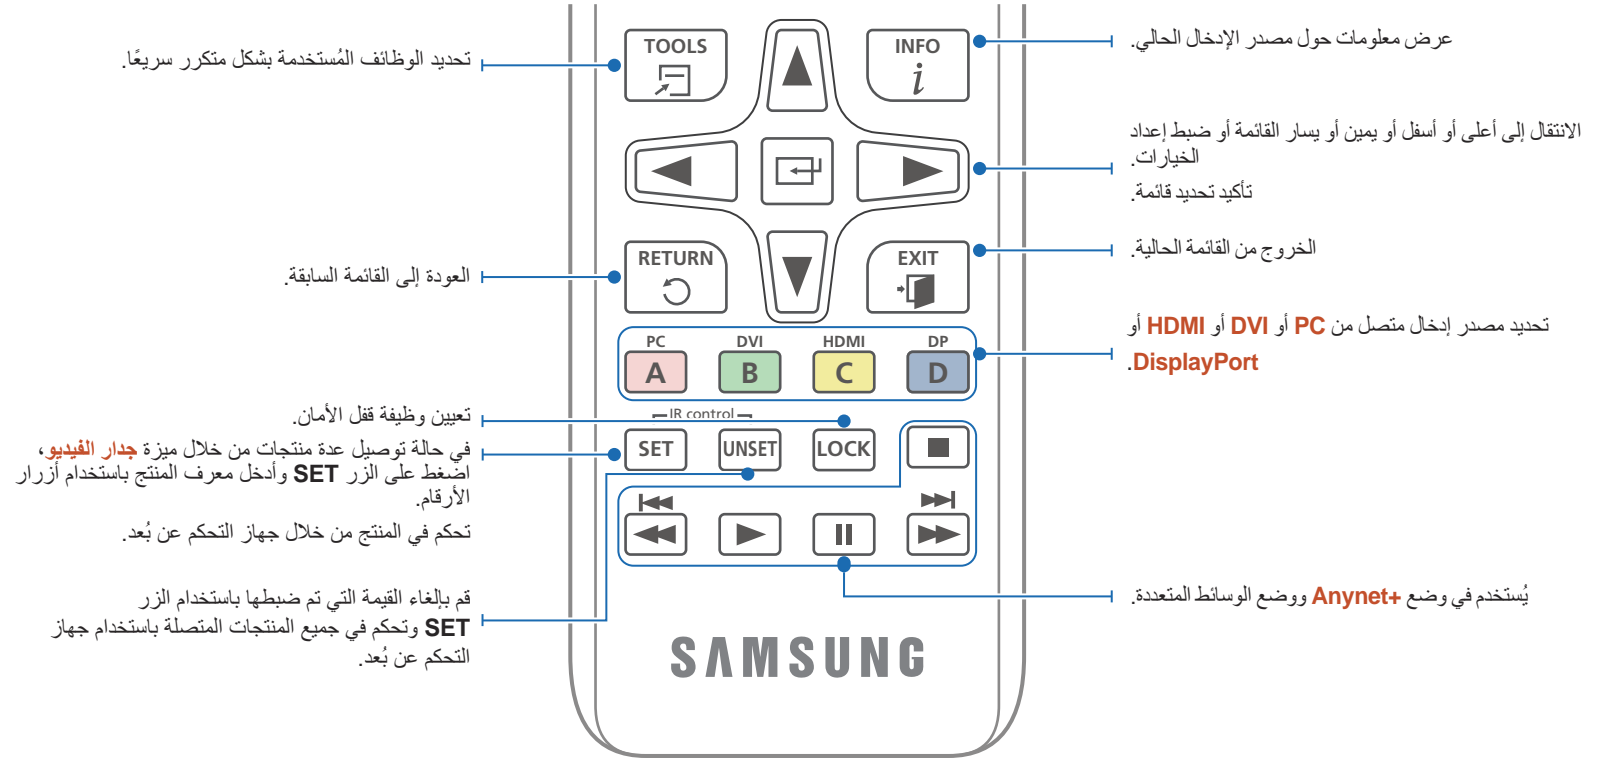 TOOLS
INFO
i
تحديد الوظائف المُستخدمة بشكل متكرر سريعًا.
عرض معلومات حول مصدر الإدخال الحالي.
الانتقال إلى أعلى أو أسفل أو يمين أو يسار القائمة أو ضبط إعداد
الخيارات.
تأكيد تحديد قائمة.
RETURN
EXIT
الخروج من القائمة الحالية.
العودة إلى القائمة السابقة.
PC DVI HDMI DP
A B C D
تحديد مصدر إدخال متصل من PC أو DVI أو HDMI أو
DisplayPort.
IR control
SET UNSET LOCK
تعيين وظيفة قفل الأمان.
في حالة توصيل عدة منتجات من خلال ميزة جدار الفيديو،
اضغط على الزر SET وأدخل معرف المنتج باستخدام أزرار
الأرقام.
تحكم في المنتج من خلال جهاز التحكم عن بُعد.
قم بإلغاء القيمة التي تم ضبطها باستخدام الزر
SET وتحكم في جميع المنتجات المتصلة باستخدام جهاز
التحكم عن بُعد.
يُستخدم في وضع Anynet+ ووضع الوسائط المتعددة.
SAMSUNG